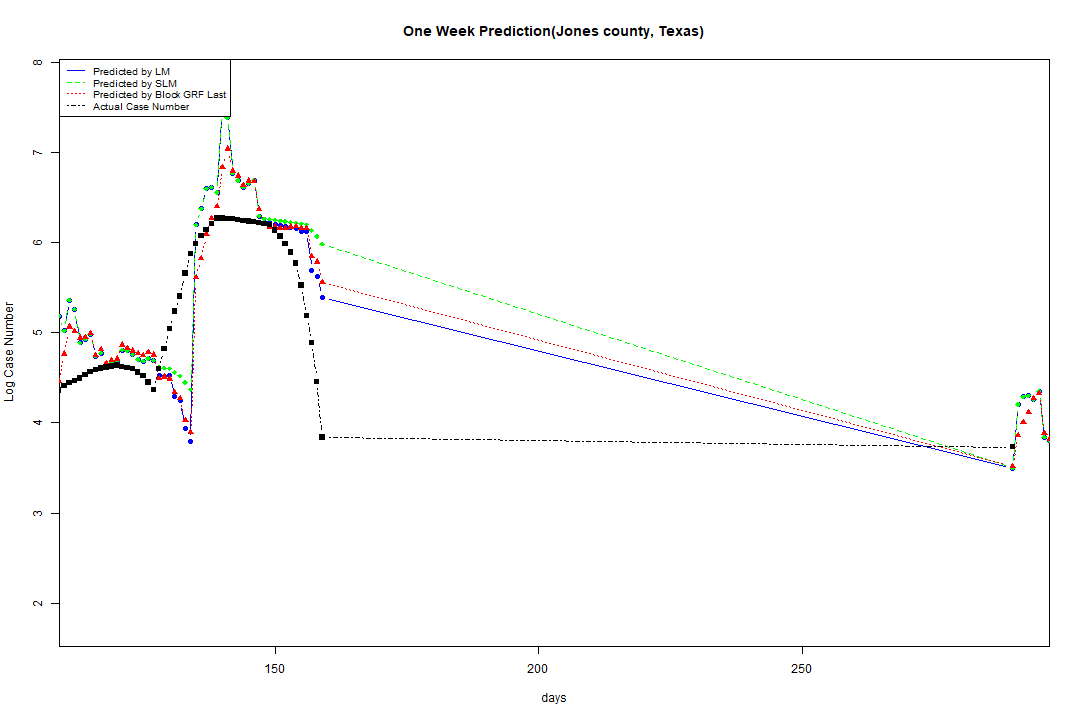 One Week Prediction(Jones county, Texas)
Predicted by LM
Predicted by SLM
Predicted by Block GRF Last
Actual Case Number
8
7
6
5
4
3
2
Log Case Number
150 200 250
days